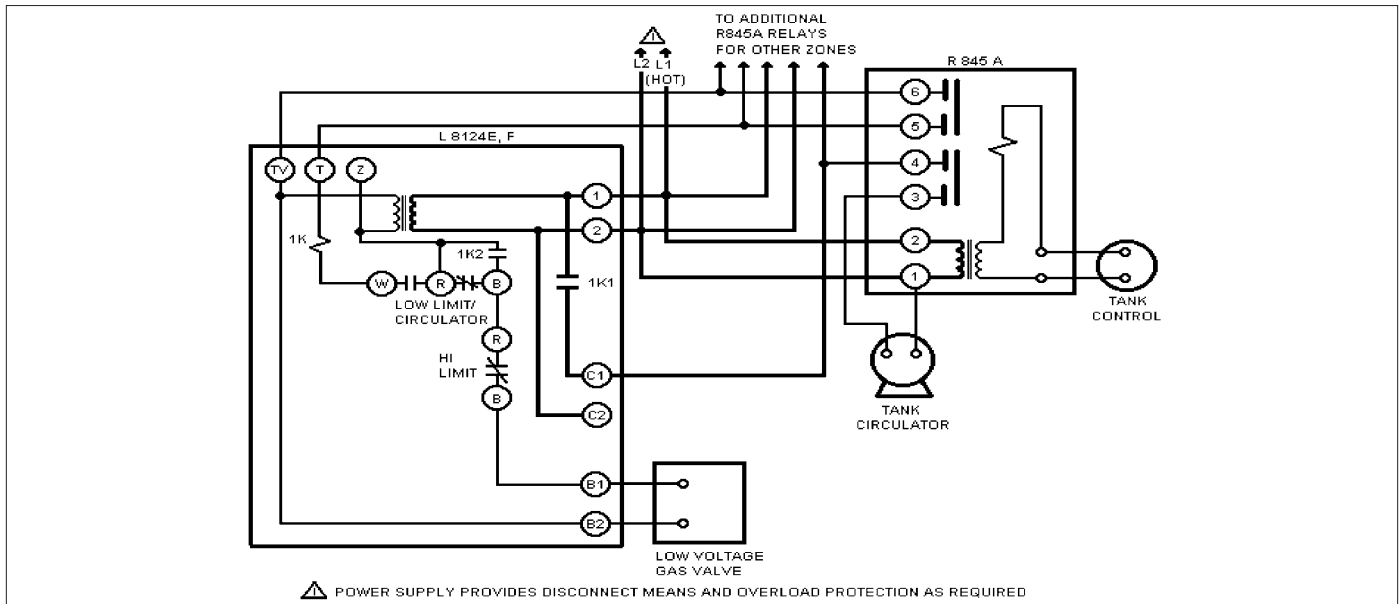 TO ADDITIONAL
R845A RELAYS
FOR OTHER ZONES
1
L2 L1
(HOT)
R 845 A
6
5
4
3
2
1
TANK
CONTROL
TANK
CIRCULATOR
L 8124E, F
TV
T
Z
1
2
1K
1K2
1K1
W
R
B
LOW LIMIT/
CIRCULATOR
R
HI
LIMIT
B
C1
C2
B1
B2
LOW VOLTAGE
GAS VALVE
1 POWER SUPPLY PROVIDES DISCONNECT MEANS AND OVERLOAD PROTECTION AS REQUIRED